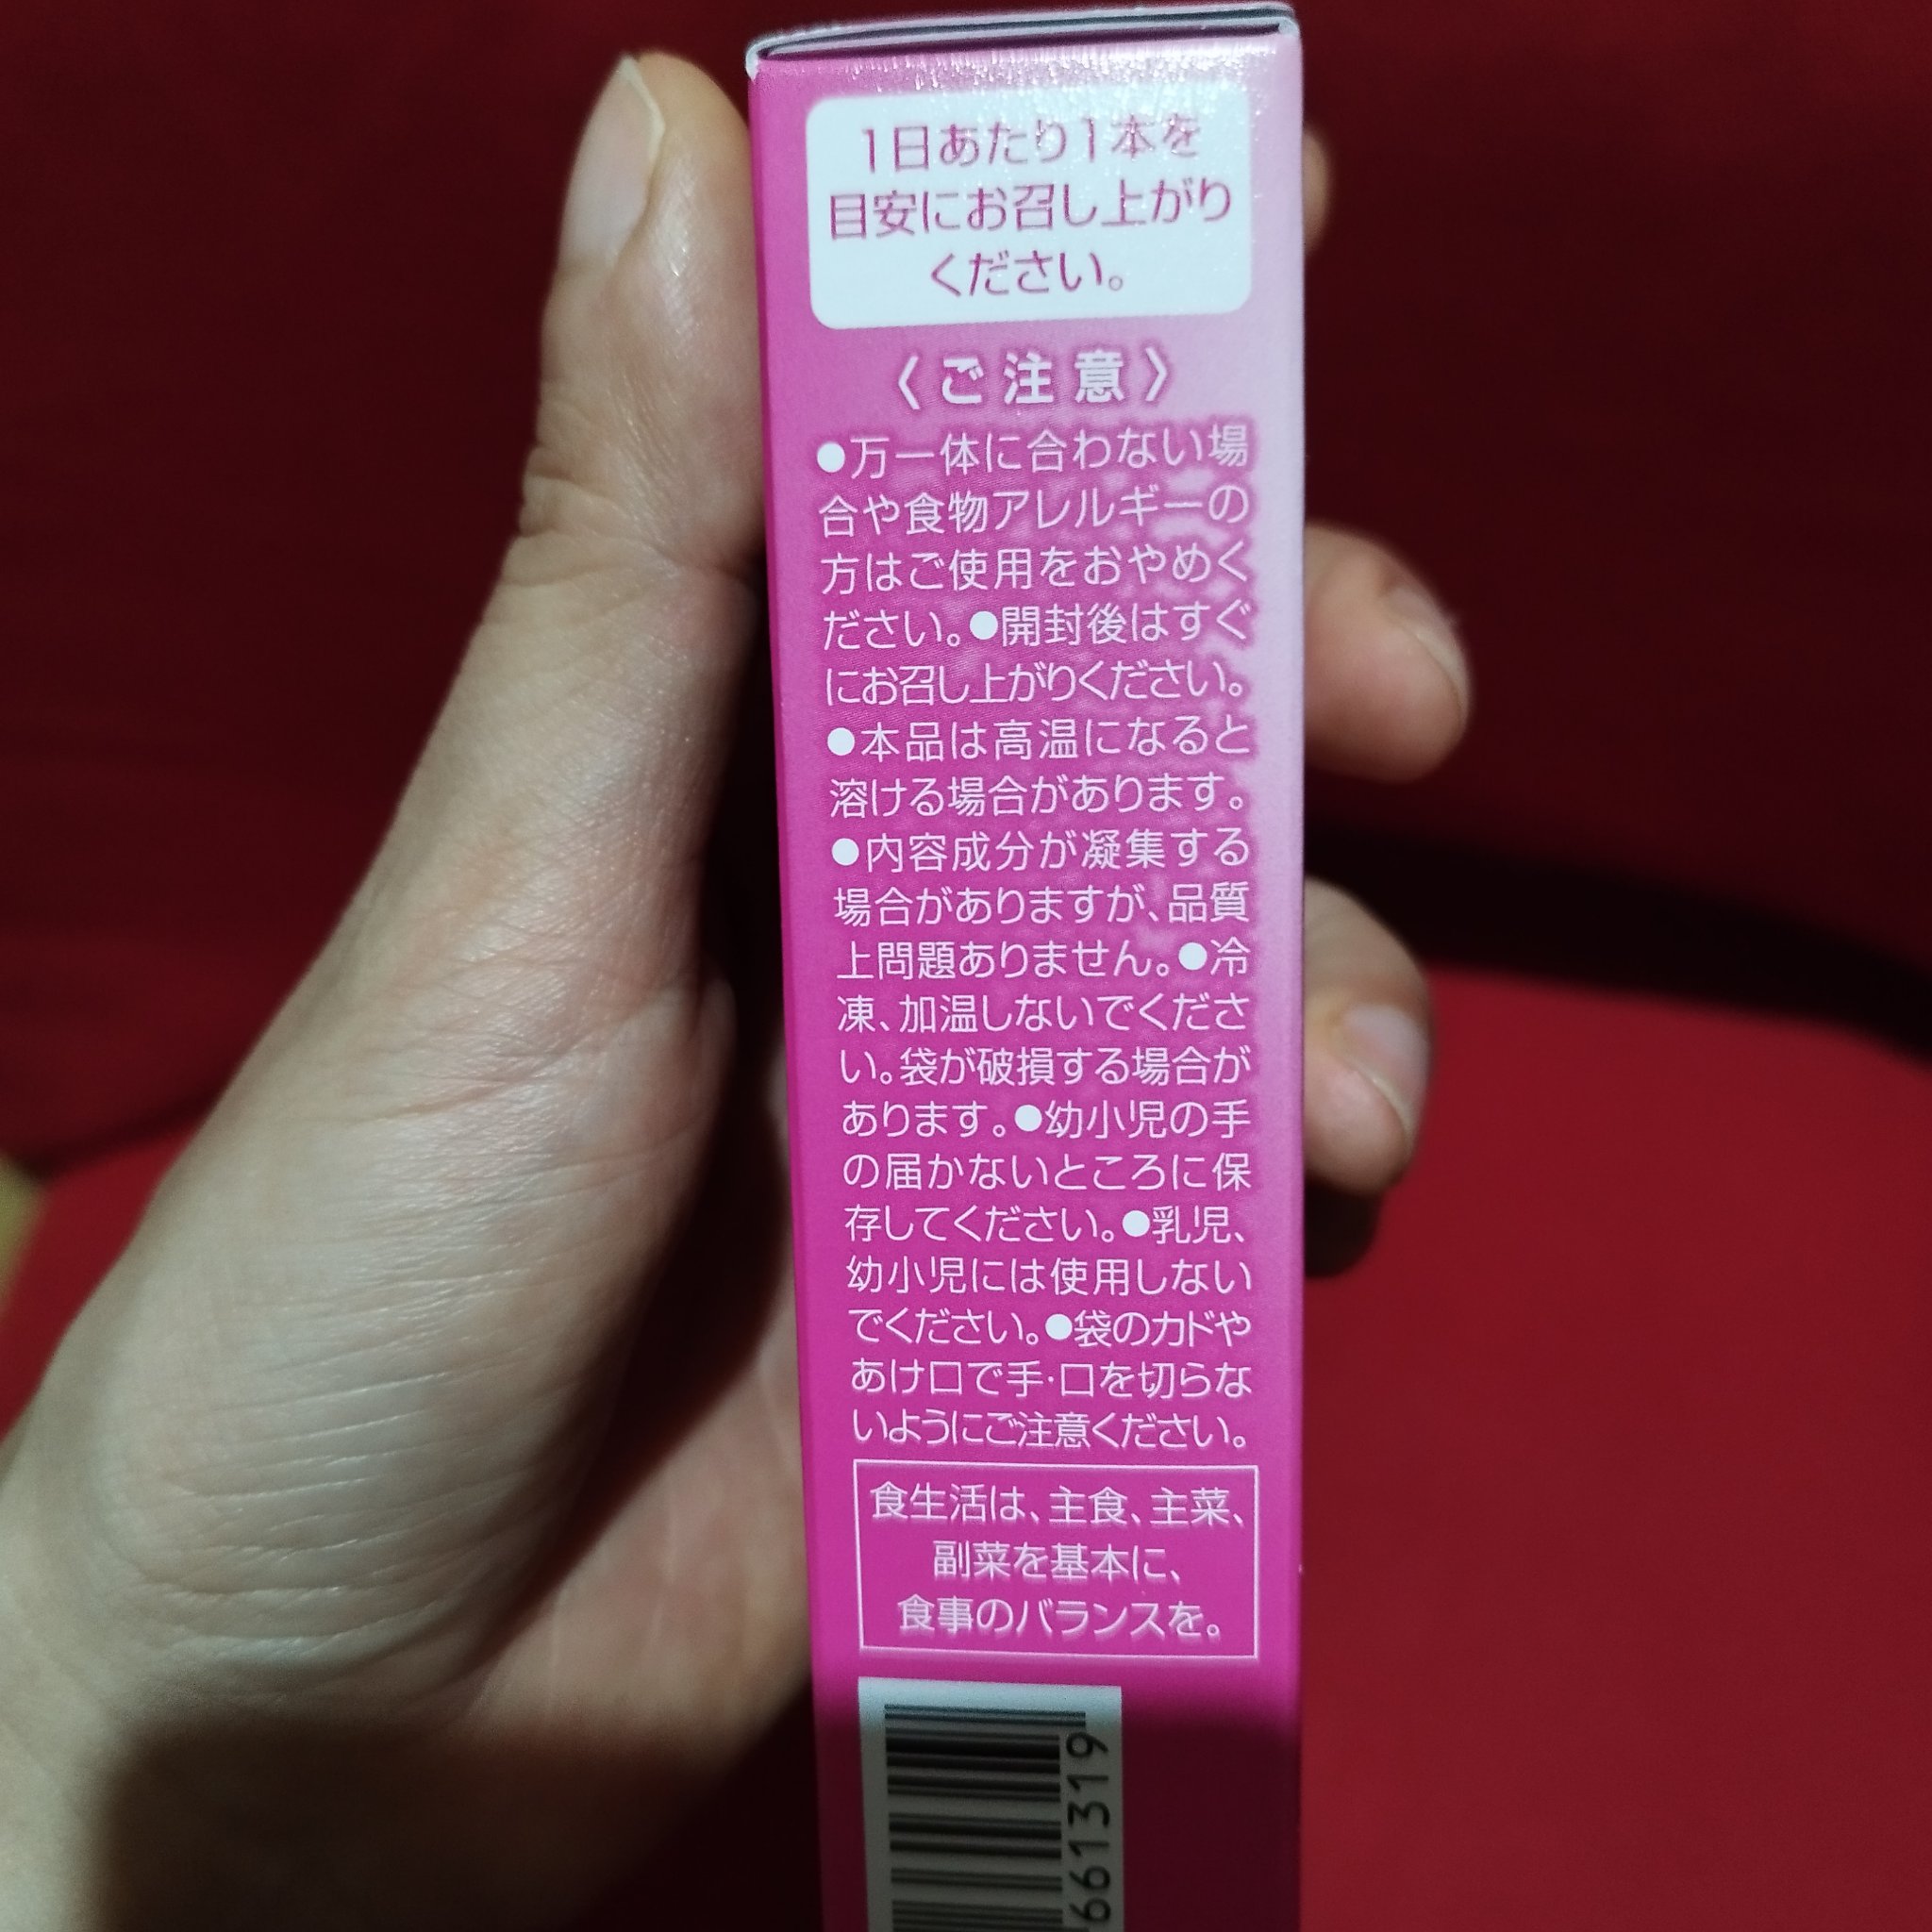 1日あたり1本を
目安にお召し上がり
ください。
〈ご注意〉
●万一体に合わない場
合や食物アレルギーの
方はご使用をおやめく
ださい。●開封後はすぐ
にお召し上がりください。
●本品は高温になると
溶ける場合があります。
●内容成分が凝集する
場合がありますが、品質
上問題ありません。●冷
凍、加温しないでくださ
い。袋が破損する場合が
あります。●幼小児の手
の届かないところに保
存してください。●乳児、
幼小児には使用しない
でください。●袋のカドや
あけ口で手・口を切らな
いようにご注意ください。
食生活は、主食、主菜、
副菜を基本に、
食事のバランスを。
661319